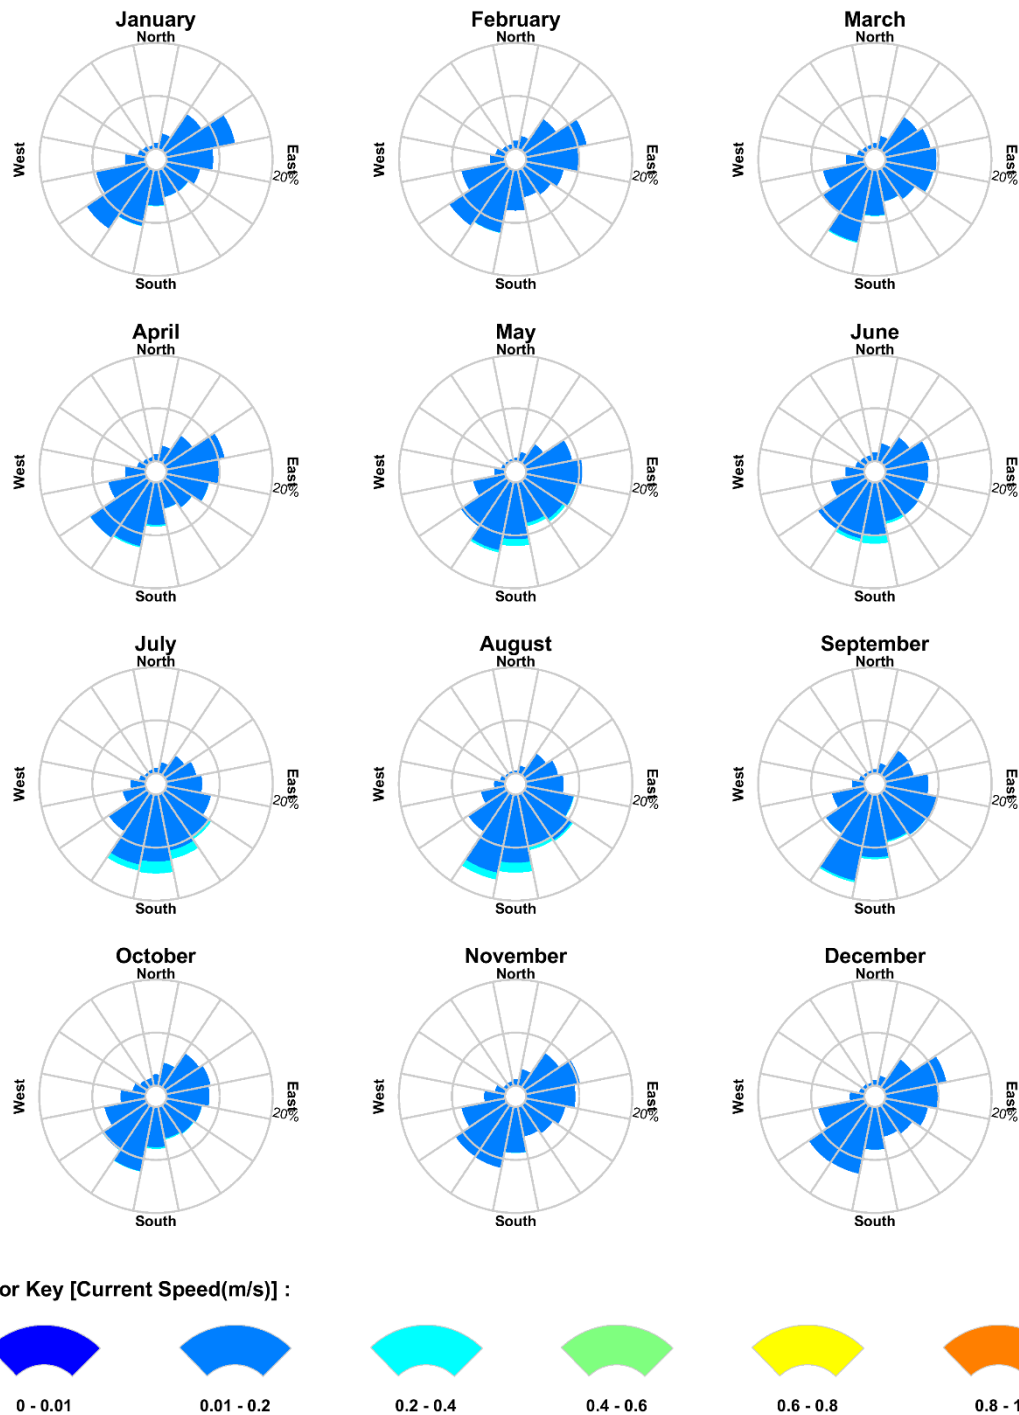 January February March
North North North
West East 20% West East 20% West East 20%
South South South
April May June
North North North
West East 20% West East 20% West East 20%
South South South
July August September
North North North
West East 20% West East 20% West East 20%
South South South
October November December
North North North
West East 20% West East 20% West East 20%
South South South
or Key [Current Speed(m/s)] :
0 - 0.01 0.01 - 0.2 0.2 - 0.4 0.4 - 0.6 0.6 - 0.8 0.8 - 1